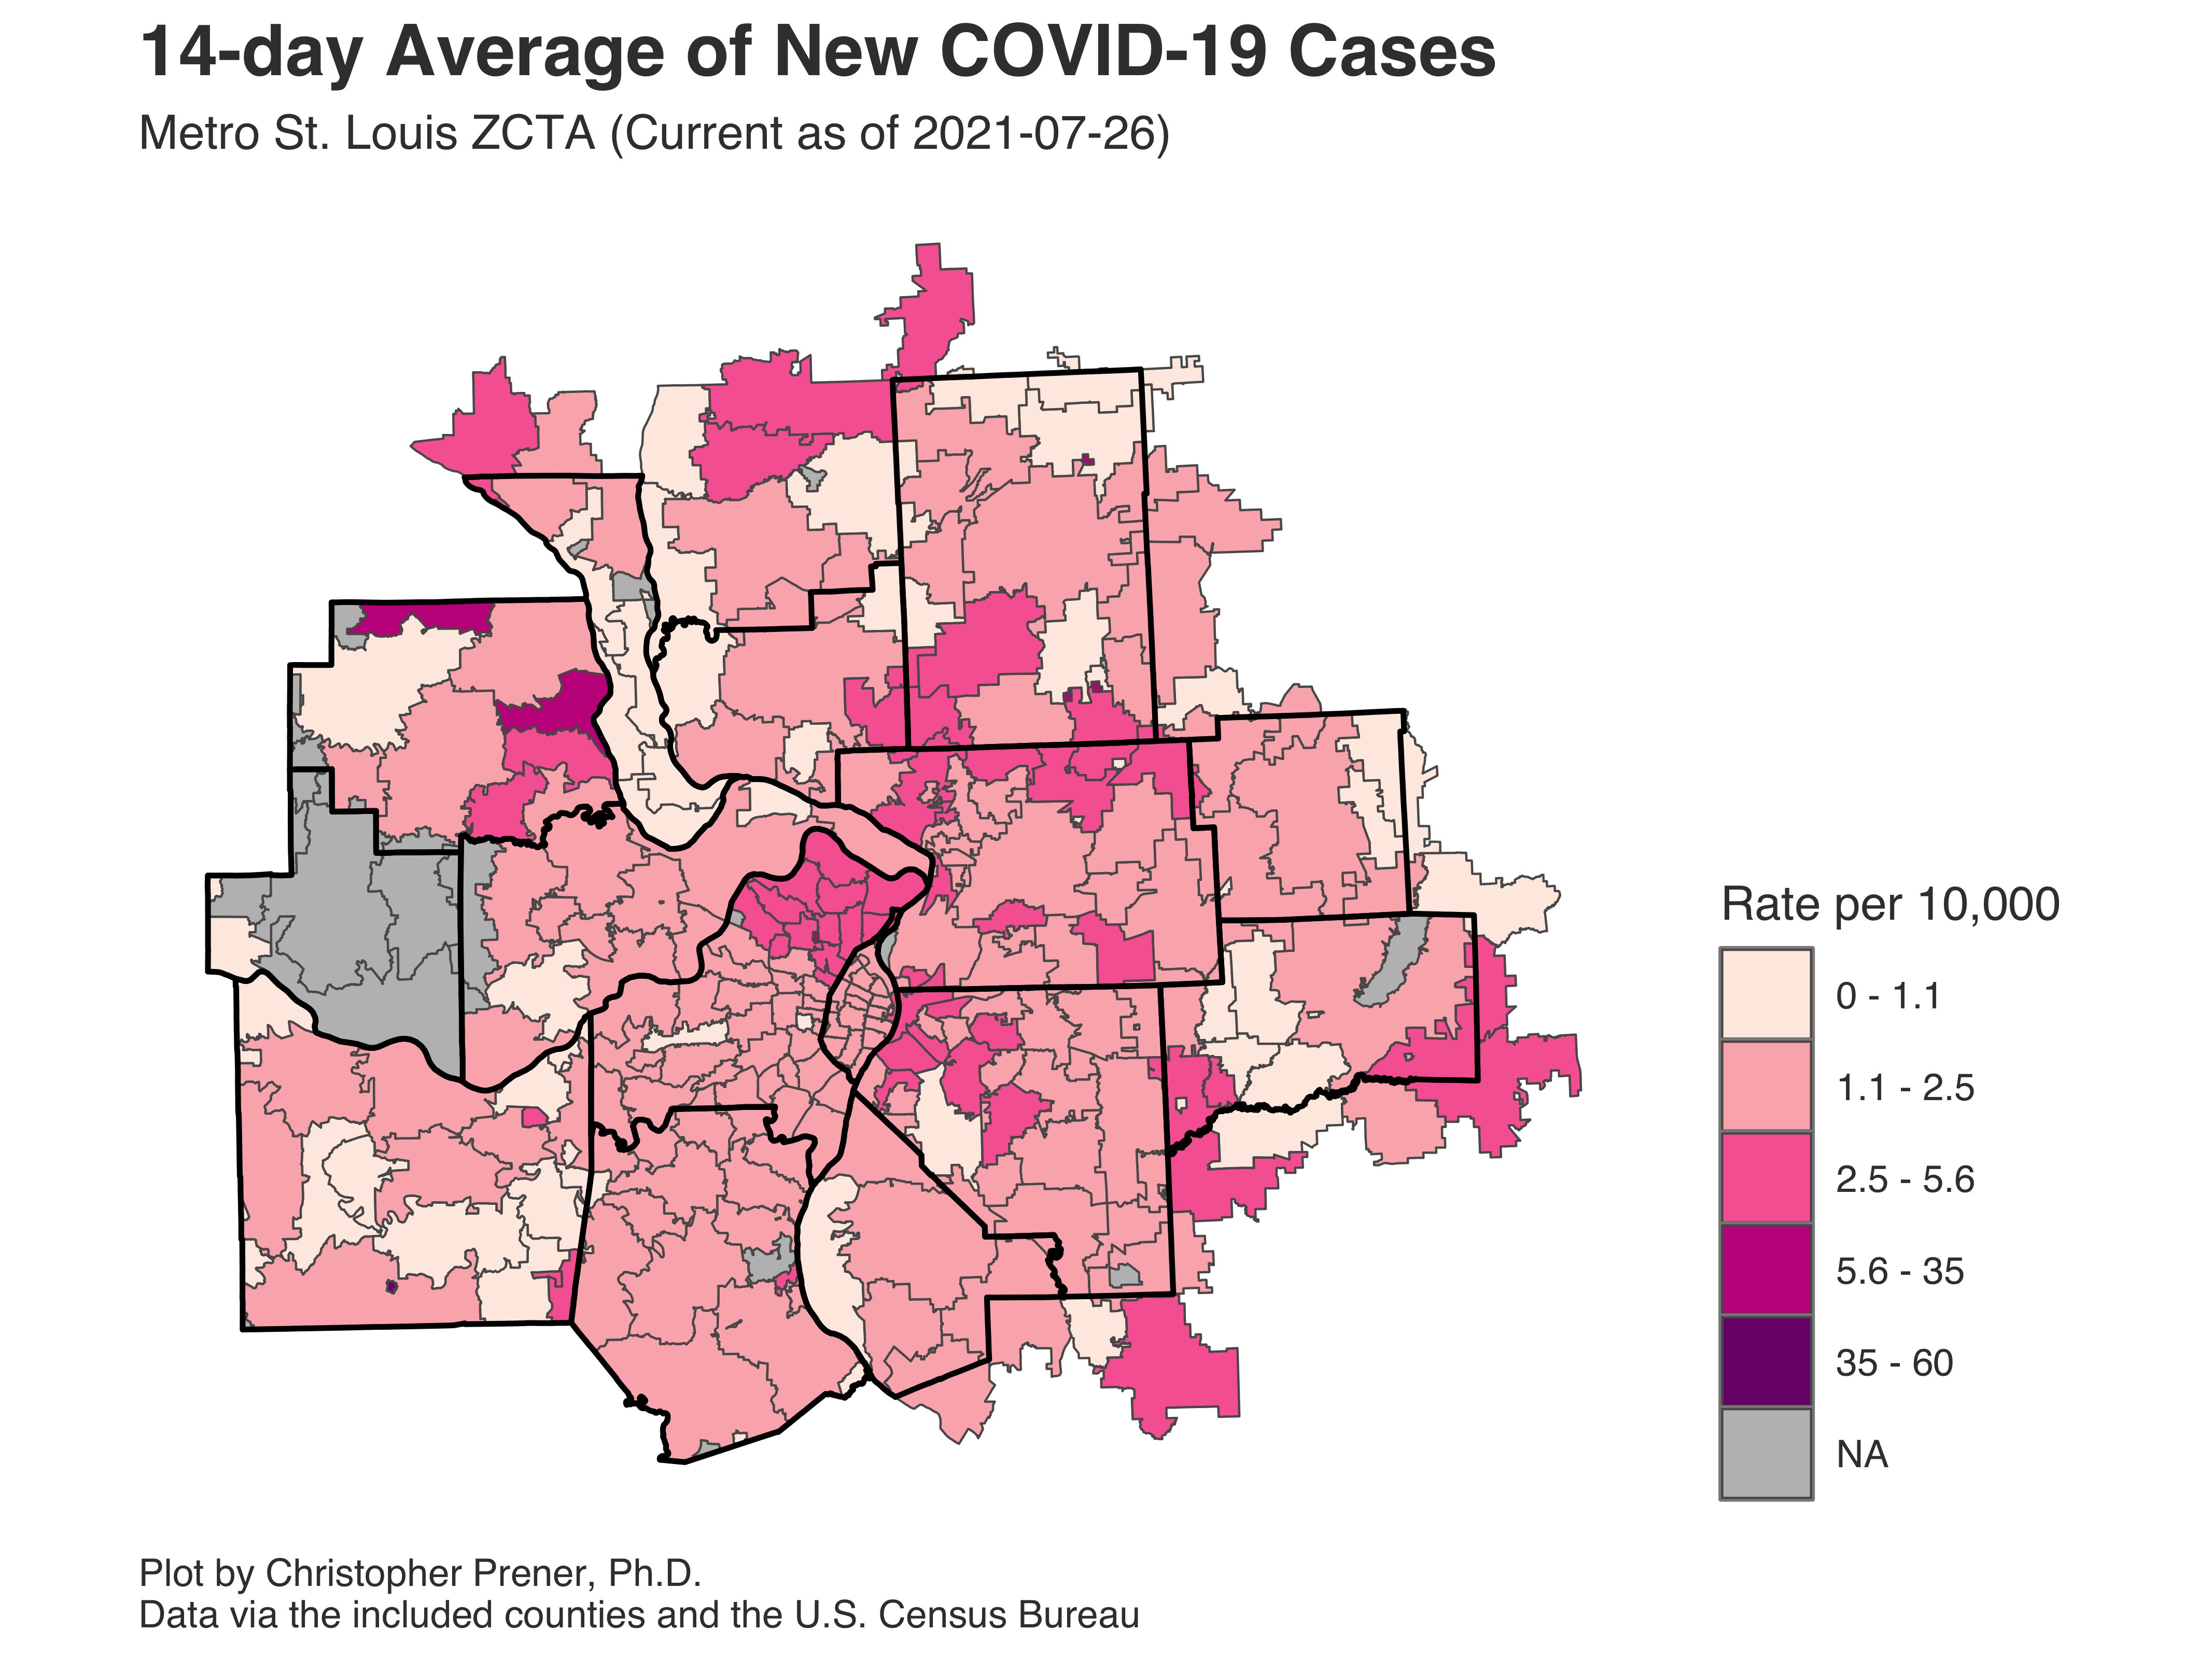 14-day Average of New COVID-19 Cases
Metro St. Louis ZCTA (Current as of 2021-07-26)
Rate per 10,000
0 - 1.1
1.1 - 2.5
2.5 - 5.6
5.6 - 35
35 - 60
NA
Plot by Christopher Prener, Ph.D.
Data via the included counties and the U.S. Census Bureau